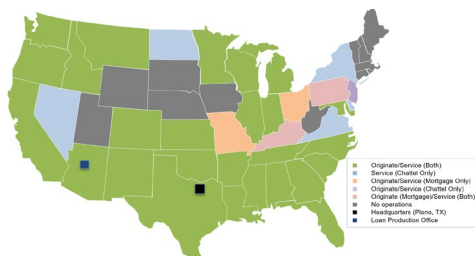 Originate/Service (Both)
Service (Chattel Only)
Originate/Service (Mortgage Only)
Originate/Service (Chattel Only)
Originate (Mortgage)/Service (Both)
No operations
Headquarters (Plano, TX)
Loan Production Office